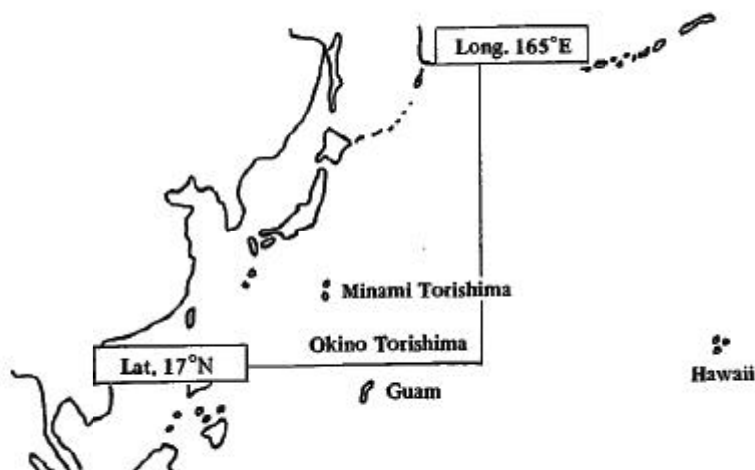 Long. 165°E
Minami Torishima
Okino Torishima
Lat. 17°N
Hawaii
Guam